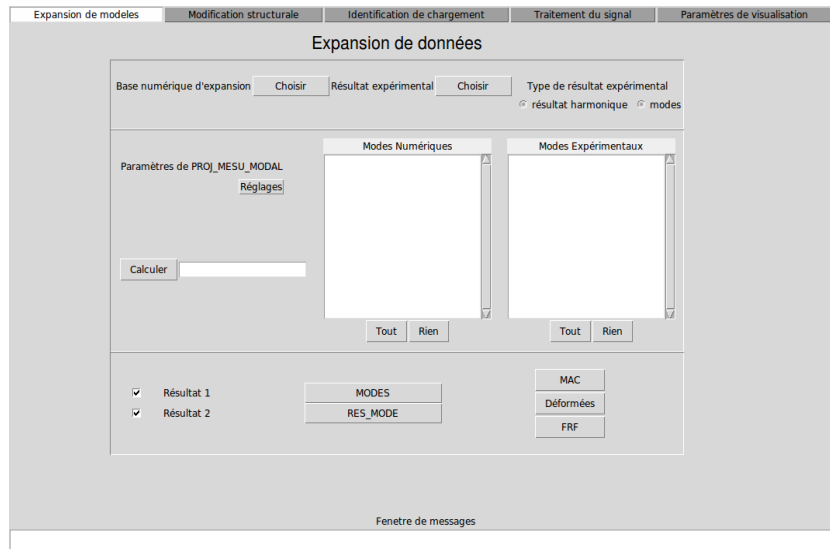 Expansion de modeles Modification structurale Identification de chargement Traitement du signal Paramètres de visualisation
Expansion de données
Base numérique d'expansion Choisir Résultat expérimental Choisir Type de résultat expérimental
résultat harmonique modes
Modes Numériques Modes Expérimentaux
Paramètres de PROJ_MESU_MODAL
Réglages
Calculer
Tout Rien Tout Rien
MAC
Résultat 1 MODES
Déformées
Résultat 2 RES_MODE
FRF
Fenetre de messages